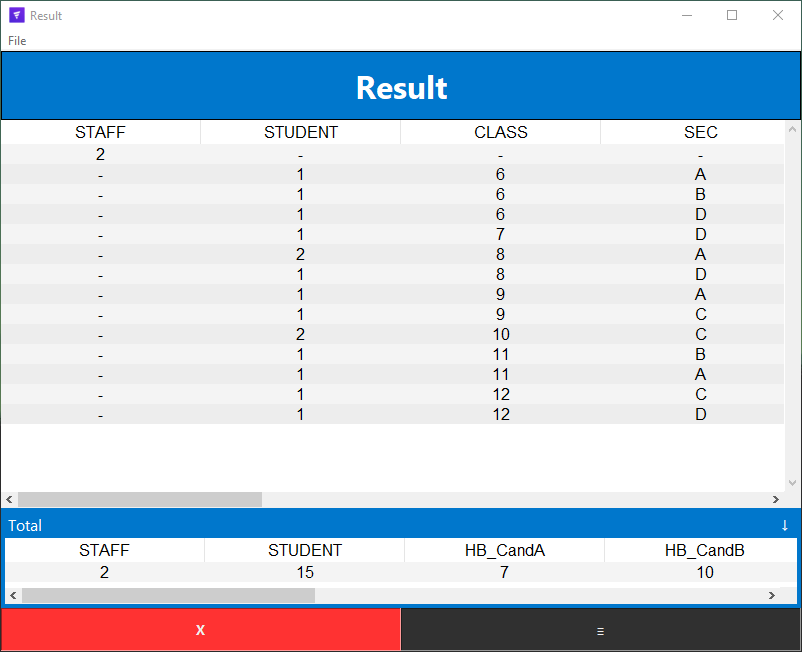 Result
File
Result
STAFF STUDENT CLASS SEC
2 - - -
- 1 6 A
- 1 6 B
- 1 6 D
- 1 7 D
- 2 8 A
- 1 8 D
- 1 9 A
- 1 9 C
- 2 10 C
- 1 11 B
- 1 11 A
- 1 12 C
- 1 12 D
Total ↓
STAFF STUDENT HB_CandA HB_CandB
2 15 7 10
X ≡